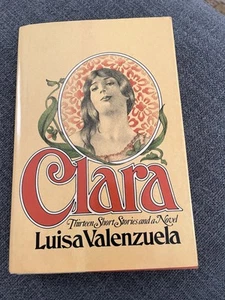 Clara
Thirteen Short Stories and a Novel
Luisa Valenzuela